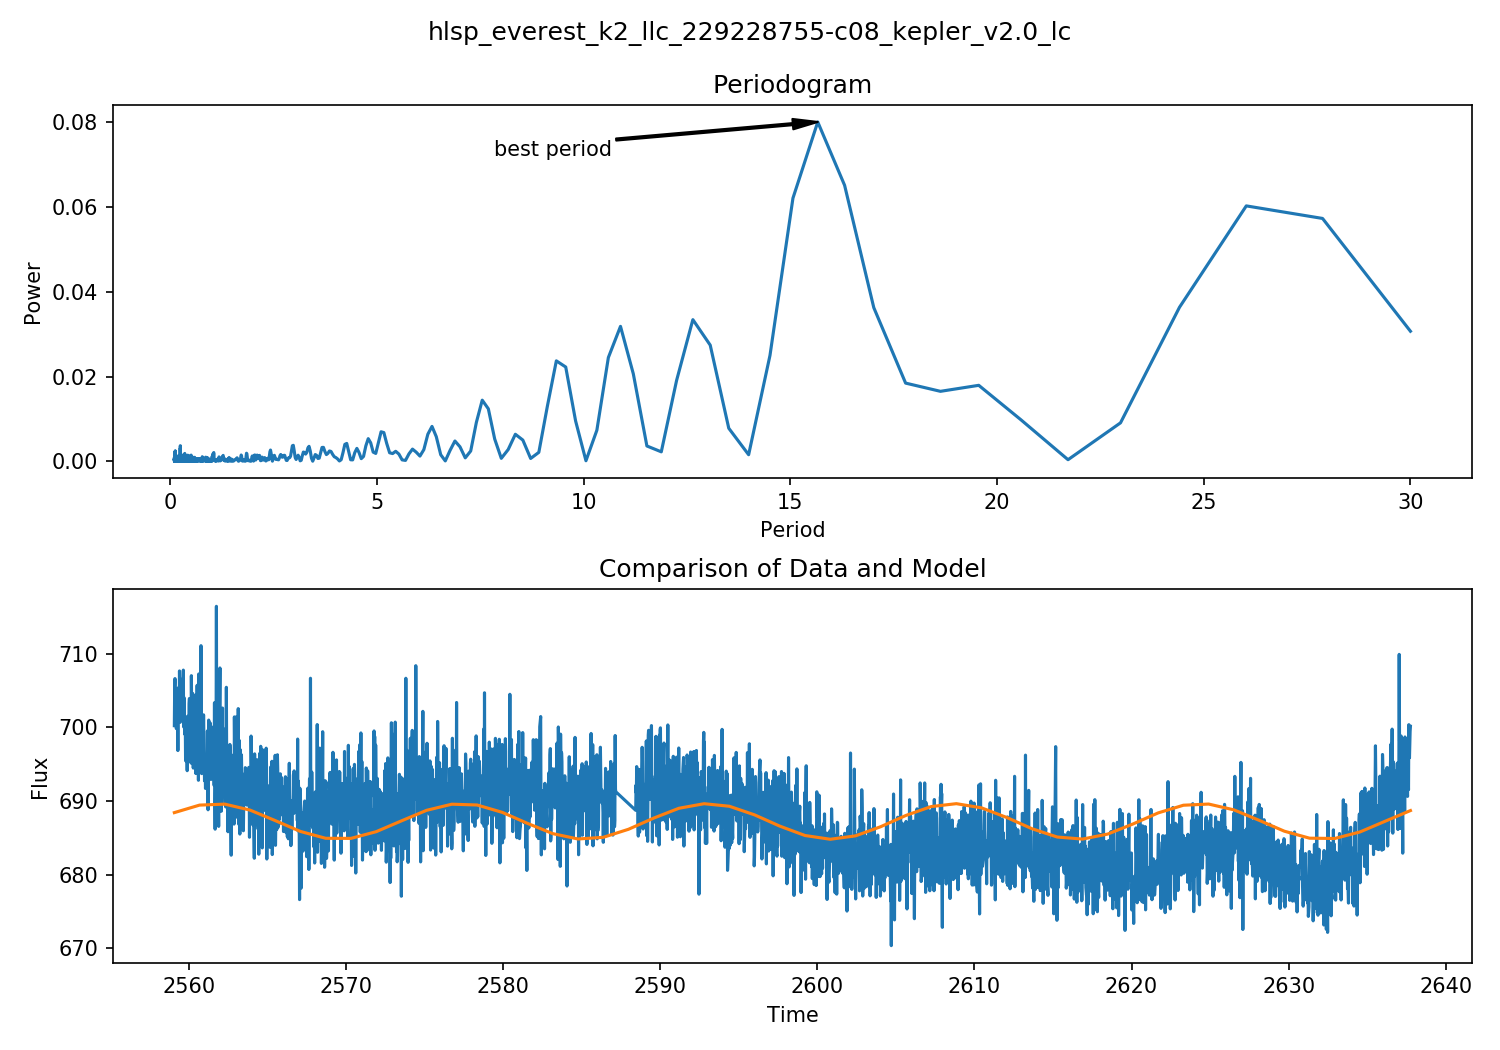 hlsp_everest_k2_llc_229228755-c08_kepler_v2.0_lc
Periodogram
0.08
0.06
0.04
0.02
0.00
Power
best period
0 5 10 15 20 25 30
Period
Comparison of Data and Model
710
700
690
680
670
Flux
2560 2570 2580 2590 2600 2610 2620 2630 2640
Time